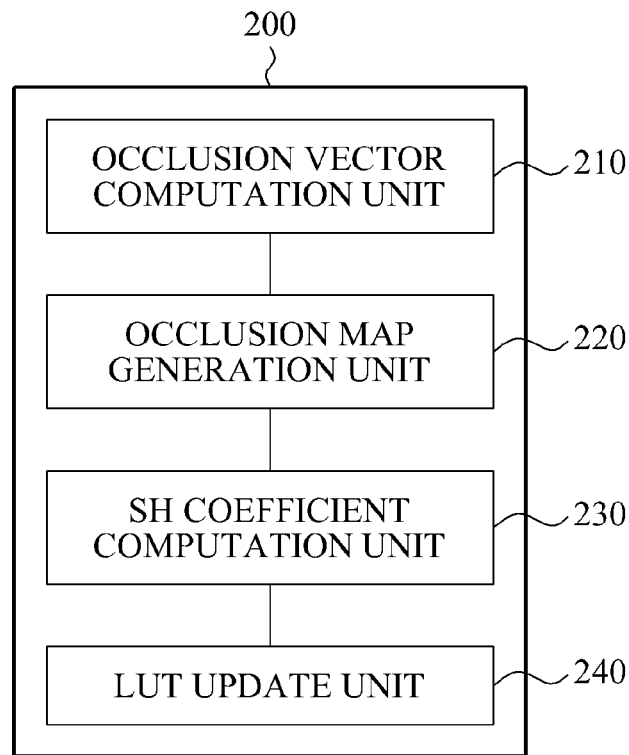 200
OCCLUSION VECTOR
COMPUTATION UNIT
210
OCCLUSION MAP
GENERATION UNIT
220
SH COEFFICIENT
COMPUTATION UNIT
230
LUT UPDATE UNIT
240